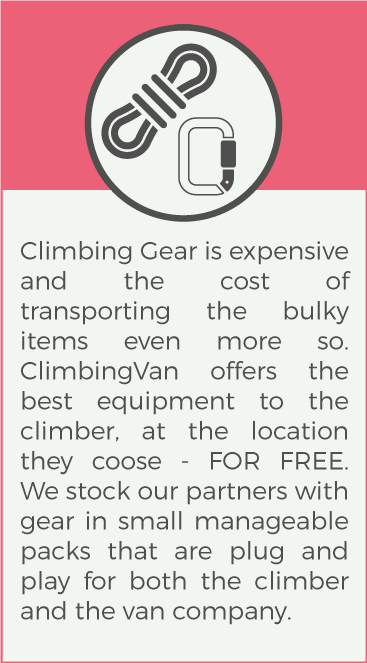 Climbing Gear is expensive
and the cost of
transporting the bulky
items even more so.
ClimbingVan offers the
best equipment to the
climber, at the location
they coose - FOR FREE.
We stock our partners with
gear in small manageable
packs that are plug and
play for both the climber
and the van company.